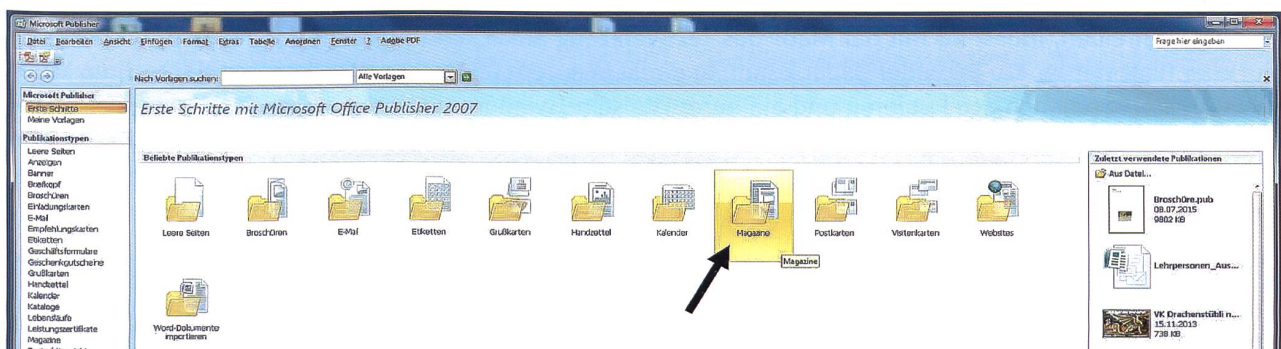 Microsoft Publisher
Datei Bearbeiten Ansicht Einfügen Format Extras Tabelle Anordnen Fenster ? Adobe PDF
Frage hier eingeben
Nach Vorlagen suchen: Alle Vorlagen
Microsoft Publisher
Erste Schritte
Meine Vorlagen
Publikationstypen
Leere Seiten
Anzeigen
Banner
Briefkopf
Broschüren
Einladungskarten
E-Mail
Empfehlungskarten
Etiketten
Geschäftsformulare
Geschenkgutscheine
Grußkarten
Handzettel
Kalender
Kataloge
Lebensläufe
Leistungszertifikate
Magazine
Erste Schritte mit Microsoft Office Publisher 2007
Beliebte Publikationstypen
Leere Seiten Broschüren E-Mail Etiketten Grußkarten Handzettel Kalender Magazine Postkarten Visitenkarten Websites
Magazine
Word-Dokumente
importieren
Zuletzt verwendete Publikationen
Aus Datei...
Broschüre.pub
08.07.2015
9802 KB
Lehrpersonen_Aus...
VK Drachenstübli n...
15.11.2013
738 KB